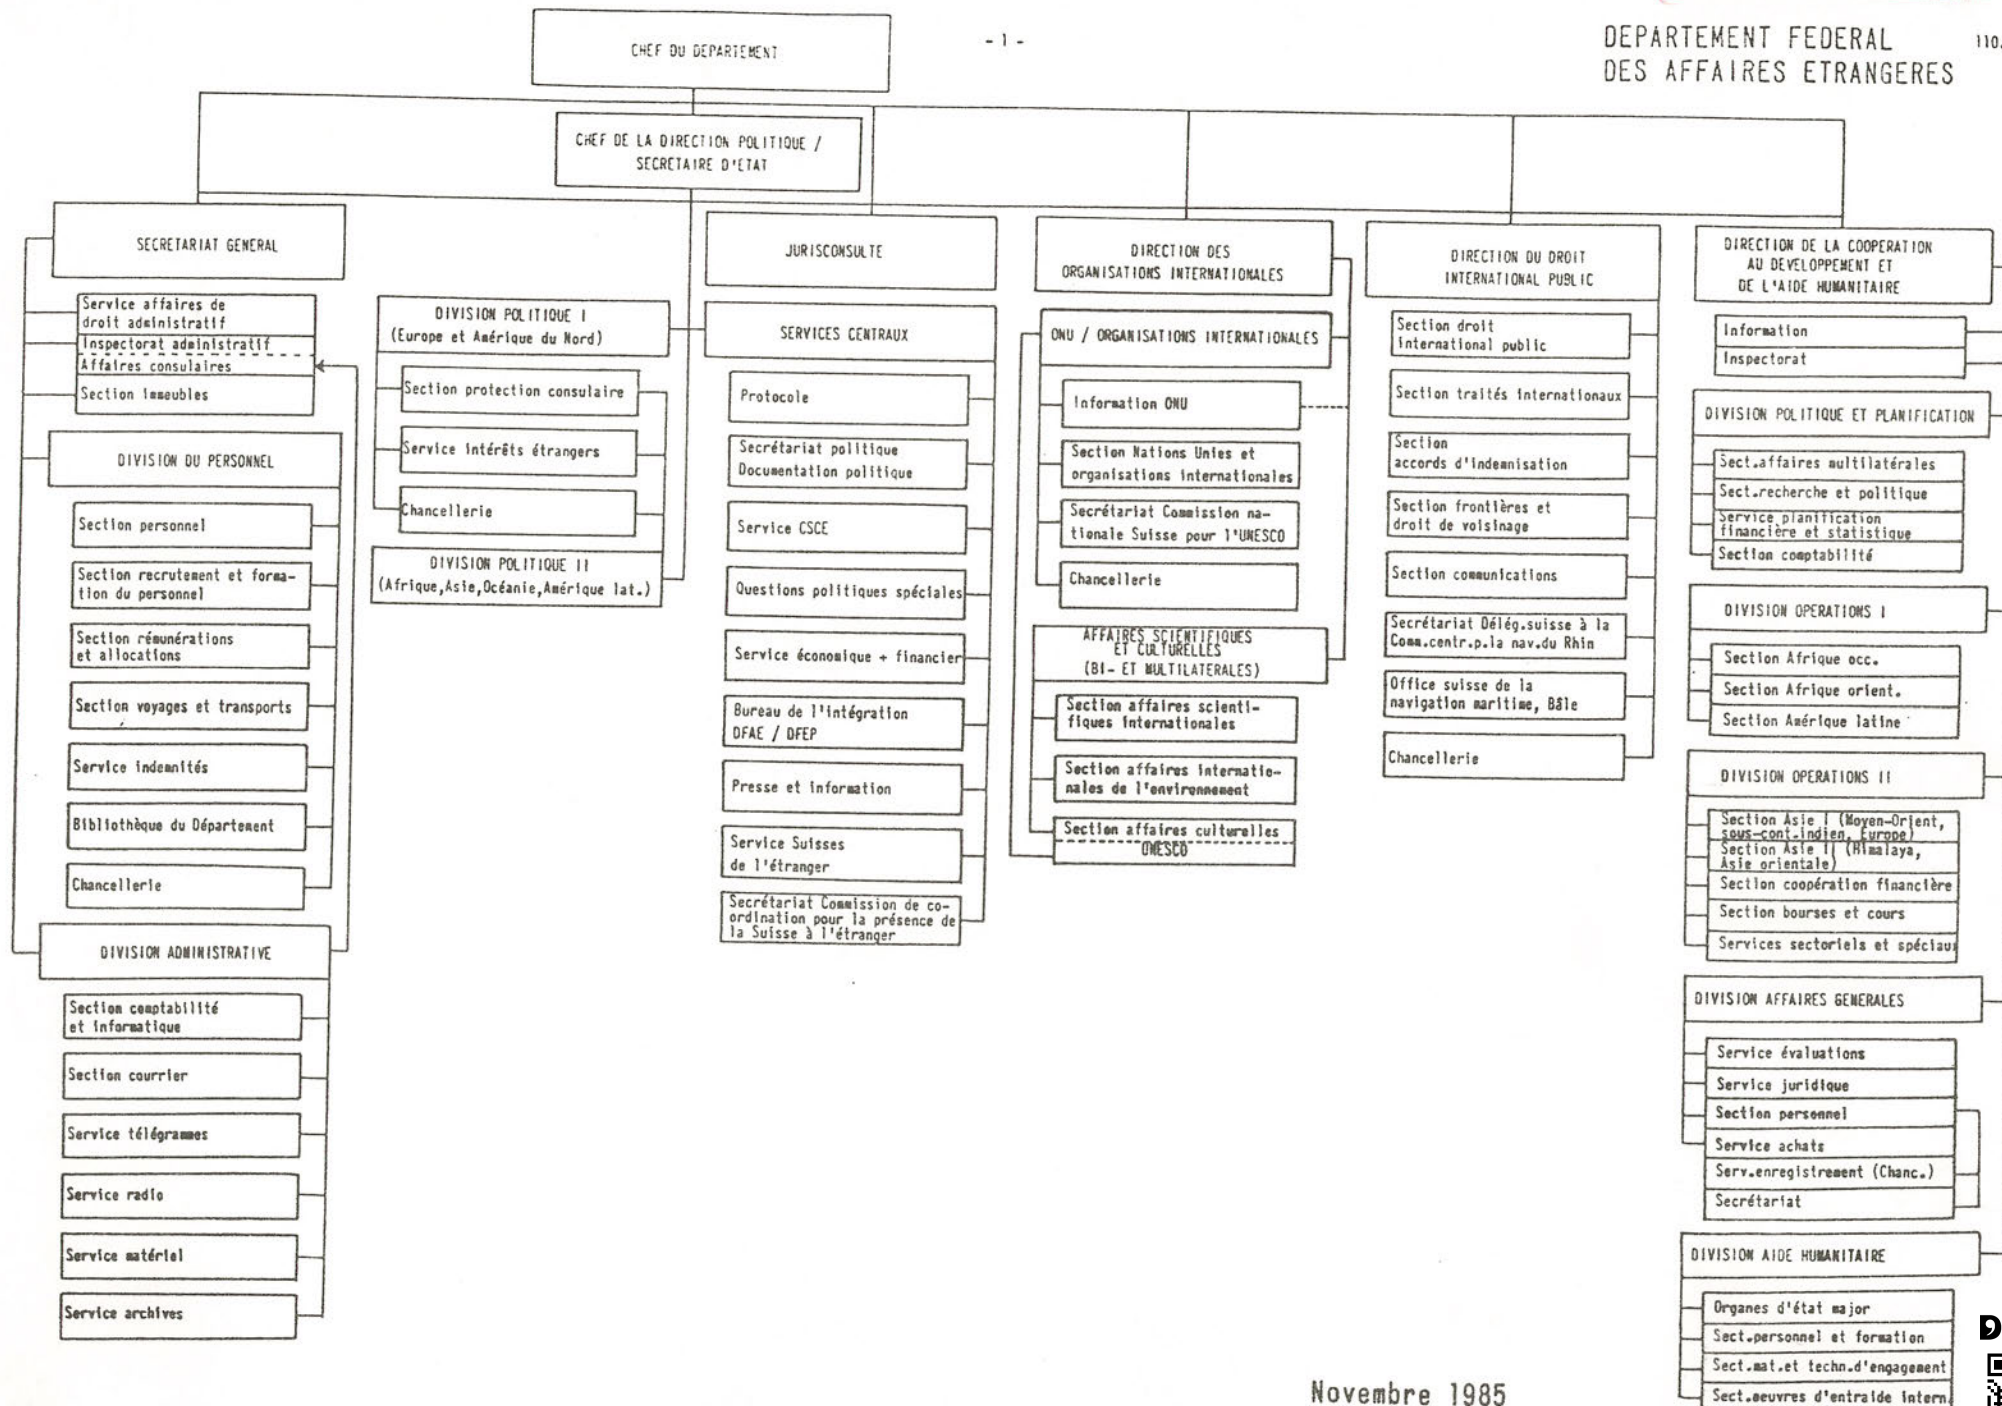 - 1 -
DEPARTEMENT FEDERAL
DES AFFAIRES ETRANGERES
110.
CHEF DU DEPARTEMENT
CHEF DE LA DIRECTION POLITIQUE /
SECRETAIRE D'ETAT
SECRETARIAT GENERAL
Service affaires de
droit administratif
Inspectorat administratif
Affaires consulaires
Section immeubles
DIVISION DU PERSONNEL
Section personnel
Section recrutement et forma-
tion du personnel
Section rémunérations
et allocations
Section voyages et transports
Service indemnités
Bibliothèque du Département
Chancellerie
DIVISION ADMINISTRATIVE
Section comptabilité
et informatique
Section courrier
Service télégrammes
Service radio
Service matériel
Service archives
DIVISION POLITIQUE I
(Europe et Amérique du Nord)
Section protection consulaire
Service intérêts étrangers
Chancellerie
DIVISION POLITIQUE II
(Afrique,Asie,Océanie,Amérique lat.)
JURISCONSULTE
SERVICES CENTRAUX
Protocole
Secrétariat politique
Documentation politique
Service CSCE
Questions politiques spéciales
Service économique + financier
Bureau de l'intégration
DFAE / DFEP
Presse et information
Service Suisses
de l'étranger
Secrétariat Commission de co-
ordination pour la présence de
la Suisse à l'étranger
DIRECTION DES
ORGANISATIONS INTERNATIONALES
ONU / ORGANISATIONS INTERNATIONALES
Information ONU
Section Nations Unies et
organisations internationales
Secrétariat Commission na-
tionale Suisse pour l'UNESCO
Chancellerie
AFFAIRES SCIENTIFIQUES
ET CULTURELLES
(BI- ET MULTILATERALES)
Section affaires scienti-
fiques internationales
Section affaires internatio-
nales de l'environnement
Section affaires culturelles
UNESCO
DIRECTION DU DROIT
INTERNATIONAL PUBLIC
Section droit
international public
Section traités internationaux
Section
accords d'indemnisation
Section frontières et
droit de voisinage
Section communications
Secrétariat Délég.suisse à la
Comm.centr.p.la nav.du Rhin
Office suisse de la
navigation maritime, Bâle
Chancellerie
DIRECTION DE LA COOPERATION
AU DEVELOPPEMENT ET
DE L'AIDE HUMANITAIRE
Information
Inspectorat
DIVISION POLITIQUE ET PLANIFICATION
Sect.affaires multilatérales
Sect.recherche et politique
Service planification
financière et statistique
Section comptabilité
DIVISION OPERATIONS I
Section Afrique occ.
Section Afrique orient.
Section Amérique latine
DIVISION OPERATIONS II
Section Asie I (Moyen-Orient,
sous-cont.indien, Europe)
Section Asie II (Himalaya,
Asie orientale)
Section coopération financière
Section bourses et cours
Services sectoriels et spéciaux
DIVISION AFFAIRES GENERALES
Service évaluations
Service juridique
Section personnel
Service achats
Serv.enregistrement (Chanc.)
Secrétariat
DIVISION AIDE HUMANITAIRE
Organes d'état major
Sect.personnel et formation
Sect.mat.et techn.d'engagement
Sect.oeuvres d'entraide intern.
Novembre 1985